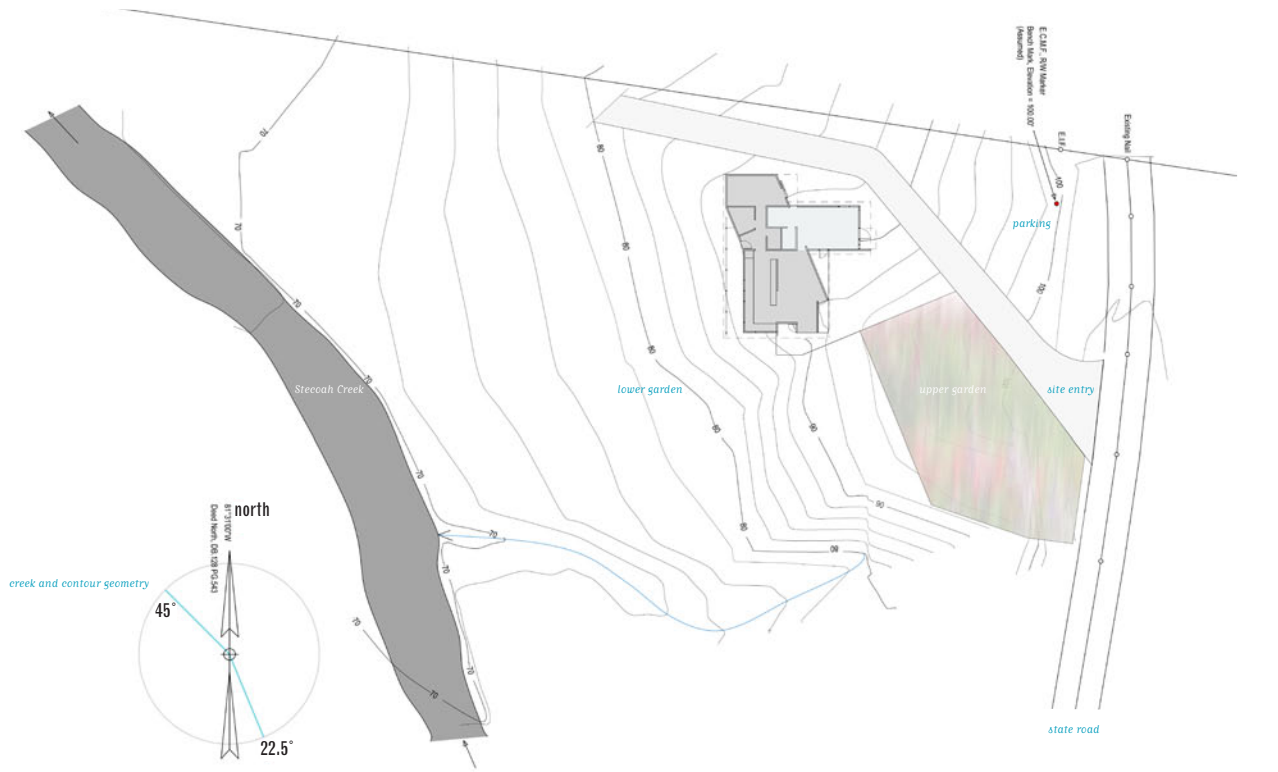 E.C.M.F., R/W Marker
Bench Mark, Elevation = 100.00'
(Assumed)
E.I.F.
Existing Nail
100
parking
100
70
70
80
80
70
80
70
Stecoah Creek
lower garden
upper garden
site entry
80
90
70
90
80
80
70
70
north
81°31'00"W
Deed North, DB.128 PG.543
creek and contour geometry
45°
70
70
70
22.5°
state road